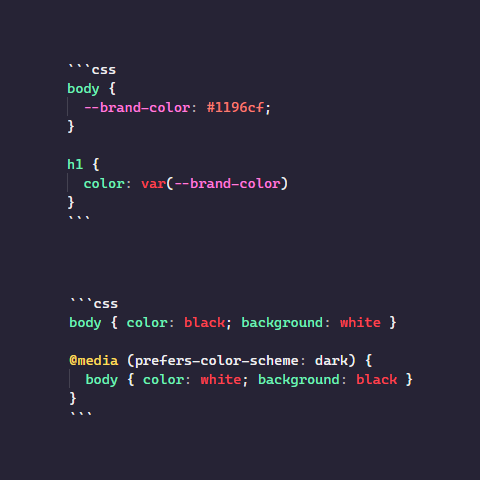 ```css
body {
  --brand-color: #1196cf;
}

h1 {
  color: var(--brand-color)
}
```

```css
body { color: black; background: white }

@media (prefers-color-scheme: dark) {
  body { color: white; background: black }
}
```